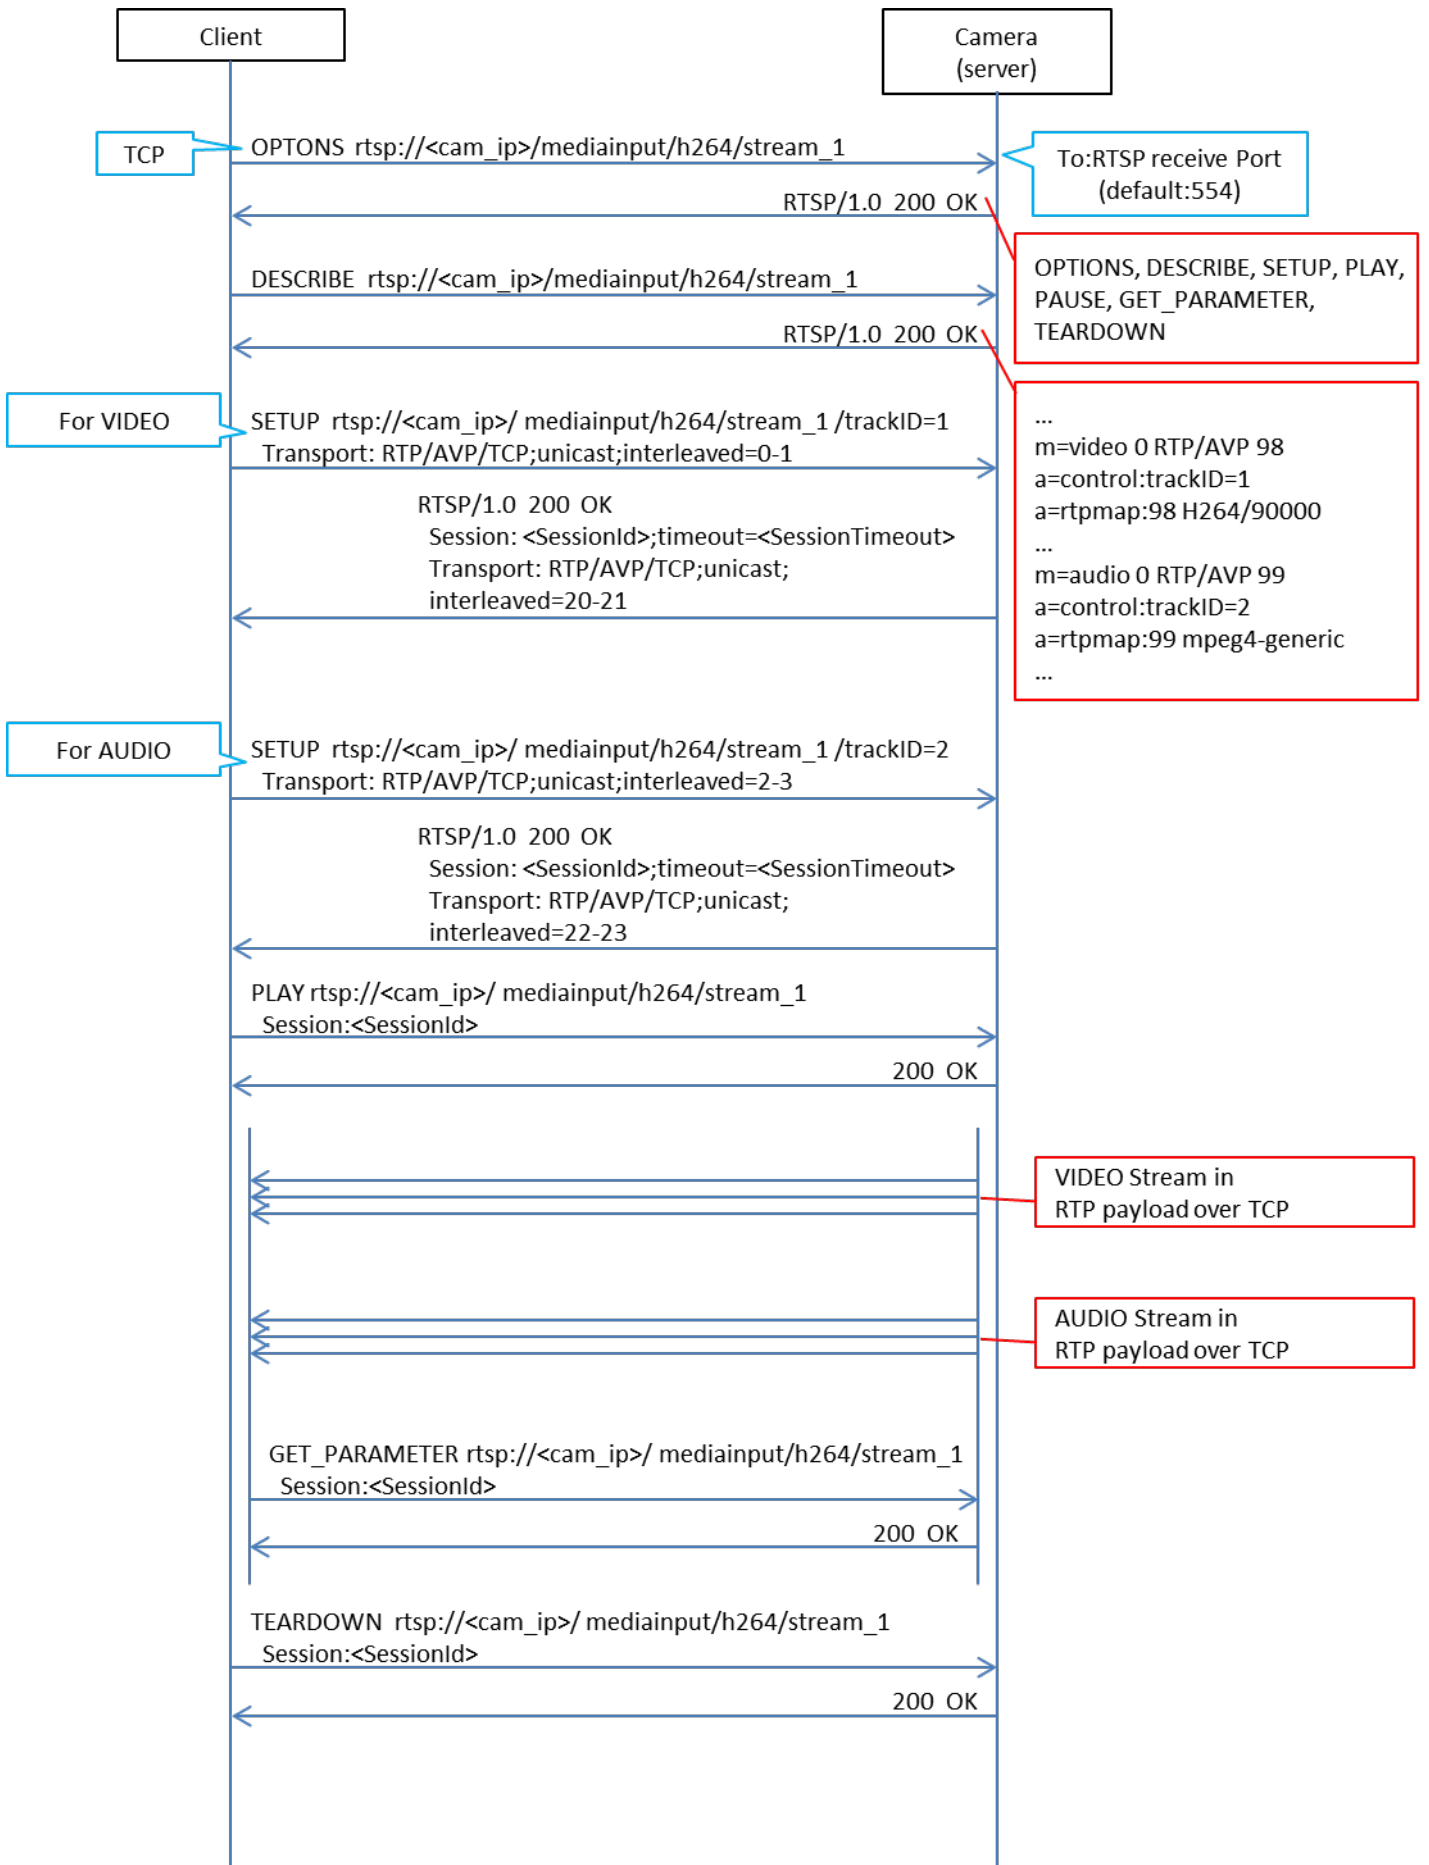 Client
Camera
(server)
TCP
OPTONS rtsp://<cam_ip>/mediainput/h264/stream_1
To:RTSP receive Port
(default:554)
RTSP/1.0 200 OK
OPTIONS, DESCRIBE, SETUP, PLAY,
PAUSE, GET_PARAMETER,
TEARDOWN
DESCRIBE rtsp://<cam_ip>/mediainput/h264/stream_1
RTSP/1.0 200 OK
...
m=video 0 RTP/AVP 98
a=control:trackID=1
a=rtpmap:98 H264/90000
...
m=audio 0 RTP/AVP 99
a=control:trackID=2
a=rtpmap:99 mpeg4-generic
...
For VIDEO
SETUP rtsp://<cam_ip>/ mediainput/h264/stream_1 /trackID=1
Transport: RTP/AVP/TCP;unicast;interleaved=0-1
RTSP/1.0 200 OK
Session: <SessionId>;timeout=<SessionTimeout>
Transport: RTP/AVP/TCP;unicast;
interleaved=20-21
For AUDIO
SETUP rtsp://<cam_ip>/ mediainput/h264/stream_1 /trackID=2
Transport: RTP/AVP/TCP;unicast;interleaved=2-3
RTSP/1.0 200 OK
Session: <SessionId>;timeout=<SessionTimeout>
Transport: RTP/AVP/TCP;unicast;
interleaved=22-23
PLAY rtsp://<cam_ip>/ mediainput/h264/stream_1
Session:<SessionId>
200 OK
VIDEO Stream in
RTP payload over TCP
AUDIO Stream in
RTP payload over TCP
GET_PARAMETER rtsp://<cam_ip>/ mediainput/h264/stream_1
Session:<SessionId>
200 OK
TEARDOWN rtsp://<cam_ip>/ mediainput/h264/stream_1
Session:<SessionId>
200 OK